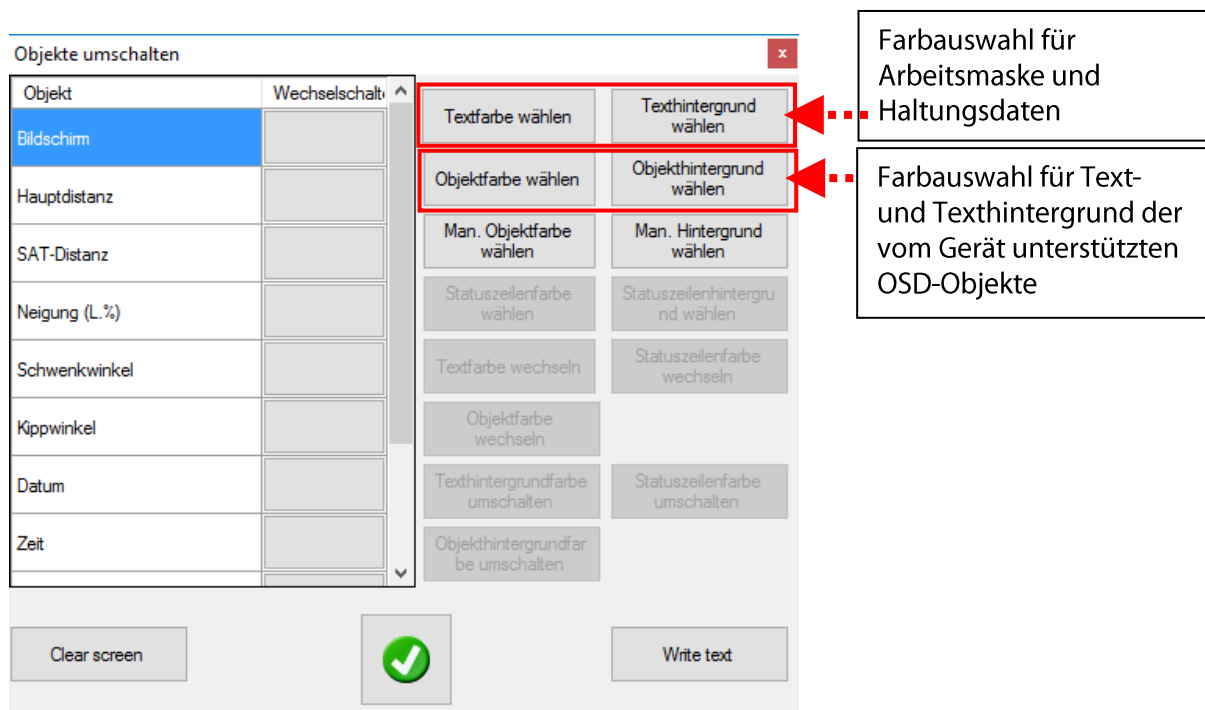 Objekte umschalten
x
Objekt
Wechselschalt
Bildschirm
Hauptdistanz
SAT-Distanz
Neigung (L.%)
Schwenkwinkel
Kippwinkel
Datum
Zeit
Textfarbe wählen
Texthintergrund
wählen
Objektfarbe wählen
Objekthintergrund
wählen
Man. Objektfarbe
wählen
Man. Hintergrund
wählen
Statuszeilenfarbe
wählen
Statuszeilenhintergru
nd wählen
Textfarbe wechseln
Statuszeilenfarbe
wechseln
Objektfarbe
wechseln
Texthintergrundfarbe
umschalten
Statuszeilenfarbe
umschalten
Objekthintergrundfar
be umschalten
Clear screen
Write text
Farbauswahl für
Arbeitsmaske und
Haltungsdaten
Farbauswahl für Text-
und Texthintergrund der
vom Gerät unterstützten
OSD-Objekte